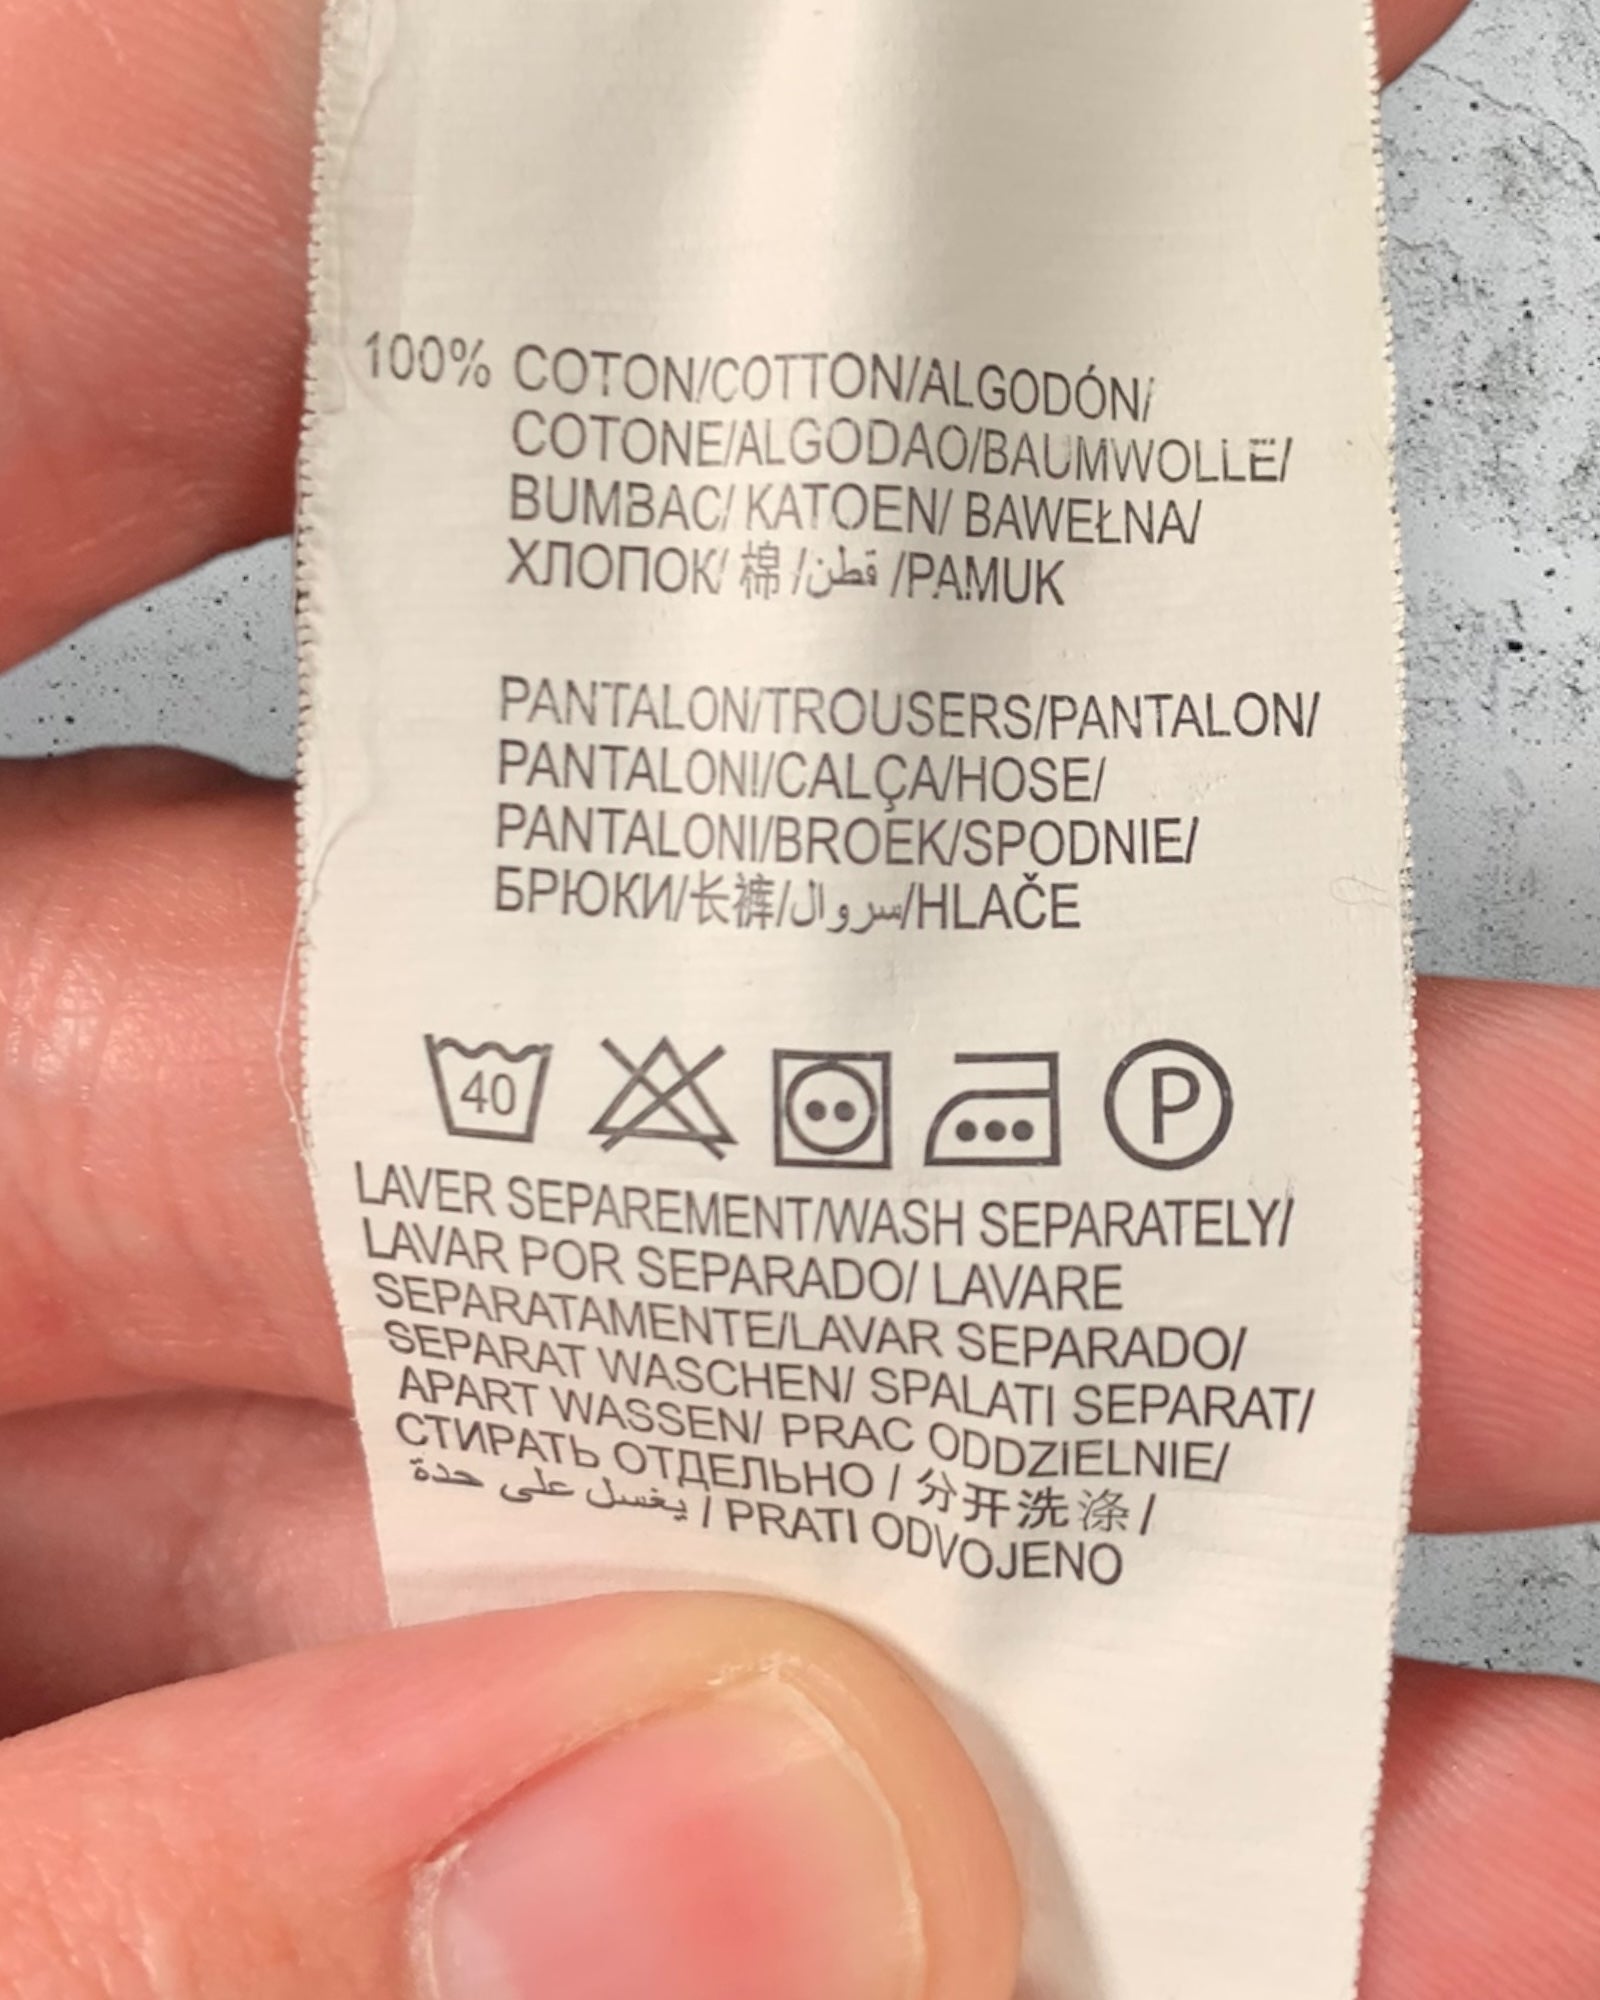 100% COTON/COTTON/ALGODÓN/
COTONE/ALGODAO/BAUMWOLLE/
BUMBAC/ KATOEN/ BAWEŁNA/
ХЛОПОК/ 棉 /قطن /PAMUK
PANTALON/TROUSERS/PANTALON/
PANTALONI/CALÇA/HOSE/
PANTALONI/BROEK/SPODNIE/
БРЮКИ/长裤/سروال/HLAČE
40
P
LAVER SEPAREMENT/WASH SEPARATELY/
LAVAR POR SEPARADO/ LAVARE
SEPARATAMENTE/LAVAR SEPARADO/
SEPARAT WASCHEN/ SPALATI SEPARAT/
APART WASSEN/ PRAC ODDZIELNIE/
СТИРАТЬ ОТДЕЛЬНО / 分开洗涤 /
يغسل على حدة / PRATI ODVOJENO